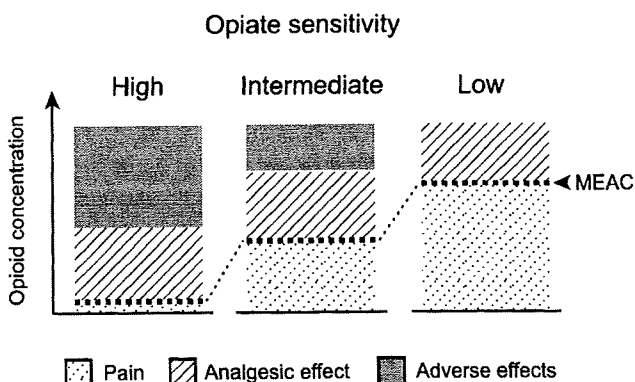 Opiate sensitivity
High Intermediate Low
Opioid concentration
MEAC
Pain Analgesic effect Adverse effects